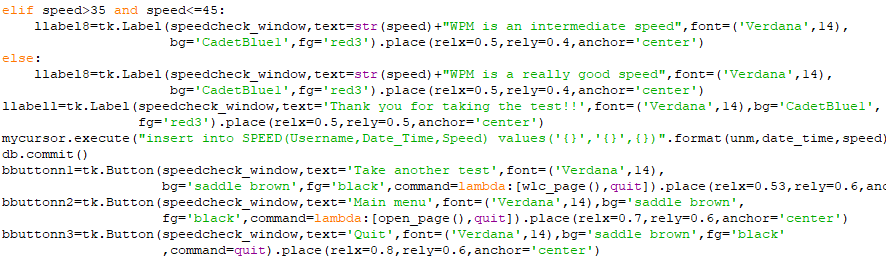 elif speed>35 and speed<=45:
    llabel8=tk.Label(speedcheck_window,text=str(speed)+"WPM is an intermediate speed",font=('Verdana',14),
                     bg='CadetBlue1',fg='red3').place(relx=0.5,rely=0.4,anchor='center')
else:
    llabel8=tk.Label(speedcheck_window,text=str(speed)+"WPM is a really good speed",font=('Verdana',14),
                     bg='CadetBlue1',fg='red3').place(relx=0.5,rely=0.4,anchor='center')
llabell=tk.Label(speedcheck_window,text='Thank you for taking the test!!',font=('Verdana',14),bg='CadetBlue1',
                 fg='red3').place(relx=0.5,rely=0.5,anchor='center')
mycursor.execute("insert into SPEED(Username,Date_Time,Speed) values('{}','{}',{})".format(unm,date_time,speed)
db.commit()
bbuttonn1=tk.Button(speedcheck_window,text='Take another test',font=('Verdana',14),
                    bg='saddle brown',fg='black',command=lambda:[wlc_page(),quit]).place(relx=0.53,rely=0.6,anc
bbuttonn2=tk.Button(speedcheck_window,text='Main menu',font=('Verdana',14),bg='saddle brown',
                    fg='black',command=lambda:[open_page(),quit]).place(relx=0.7,rely=0.6,anchor='center')
bbuttonn3=tk.Button(speedcheck_window,text='Quit',font=('Verdana',14),bg='saddle brown',fg='black'
                    ,command=quit).place(relx=0.8,rely=0.6,anchor='center')